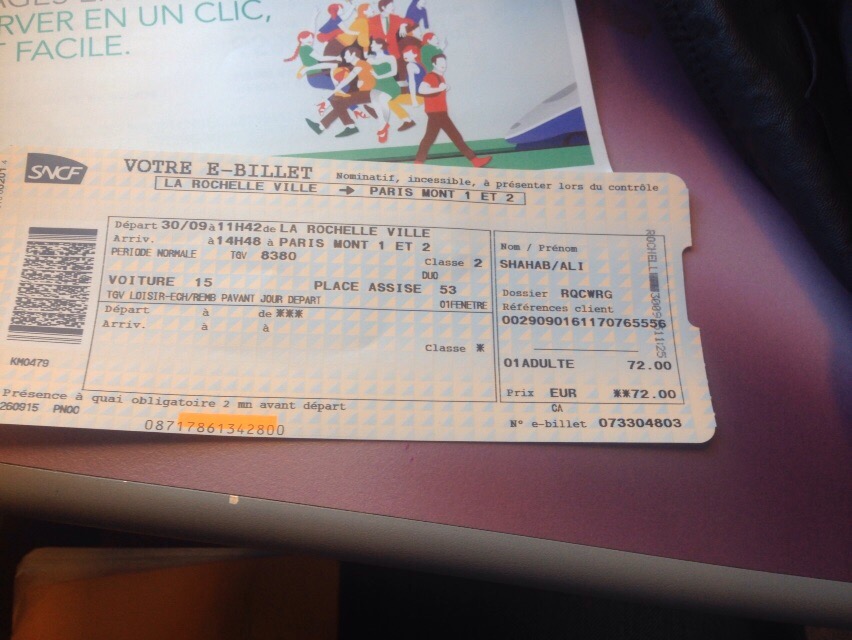 RVER EN UN CLIC,
FACILE.
SNCF
VOTRE E-BILLET
Nominatif, incessible, à présenter lors du contrôle
LA ROCHELLE VILLE → PARIS MONT 1 ET 2
Départ 30/09 à 11H42 de LA ROCHELLE VILLE
Arriv. à 14H48 à PARIS MONT 1 ET 2
PERIODE NORMALE TGV 8380
Classe 2
DUO
VOITURE 15 PLACE ASSISE 53
TGV LOISIR-ECH/REMB PAYANT JOUR DEPART 01FENETRE
Départ à de ***
Arriv. à à
Classe *
Nom / Prénom
SHAHAB/ALI
Dossier RQCWRG
Références client
0029090161170765556
01ADULTE 72.00
Prix EUR **72.00
CA
N° e-billet 073304803
KM0479
Présence à quai obligatoire 2 mn avant départ
260915 PN00
08717861342800